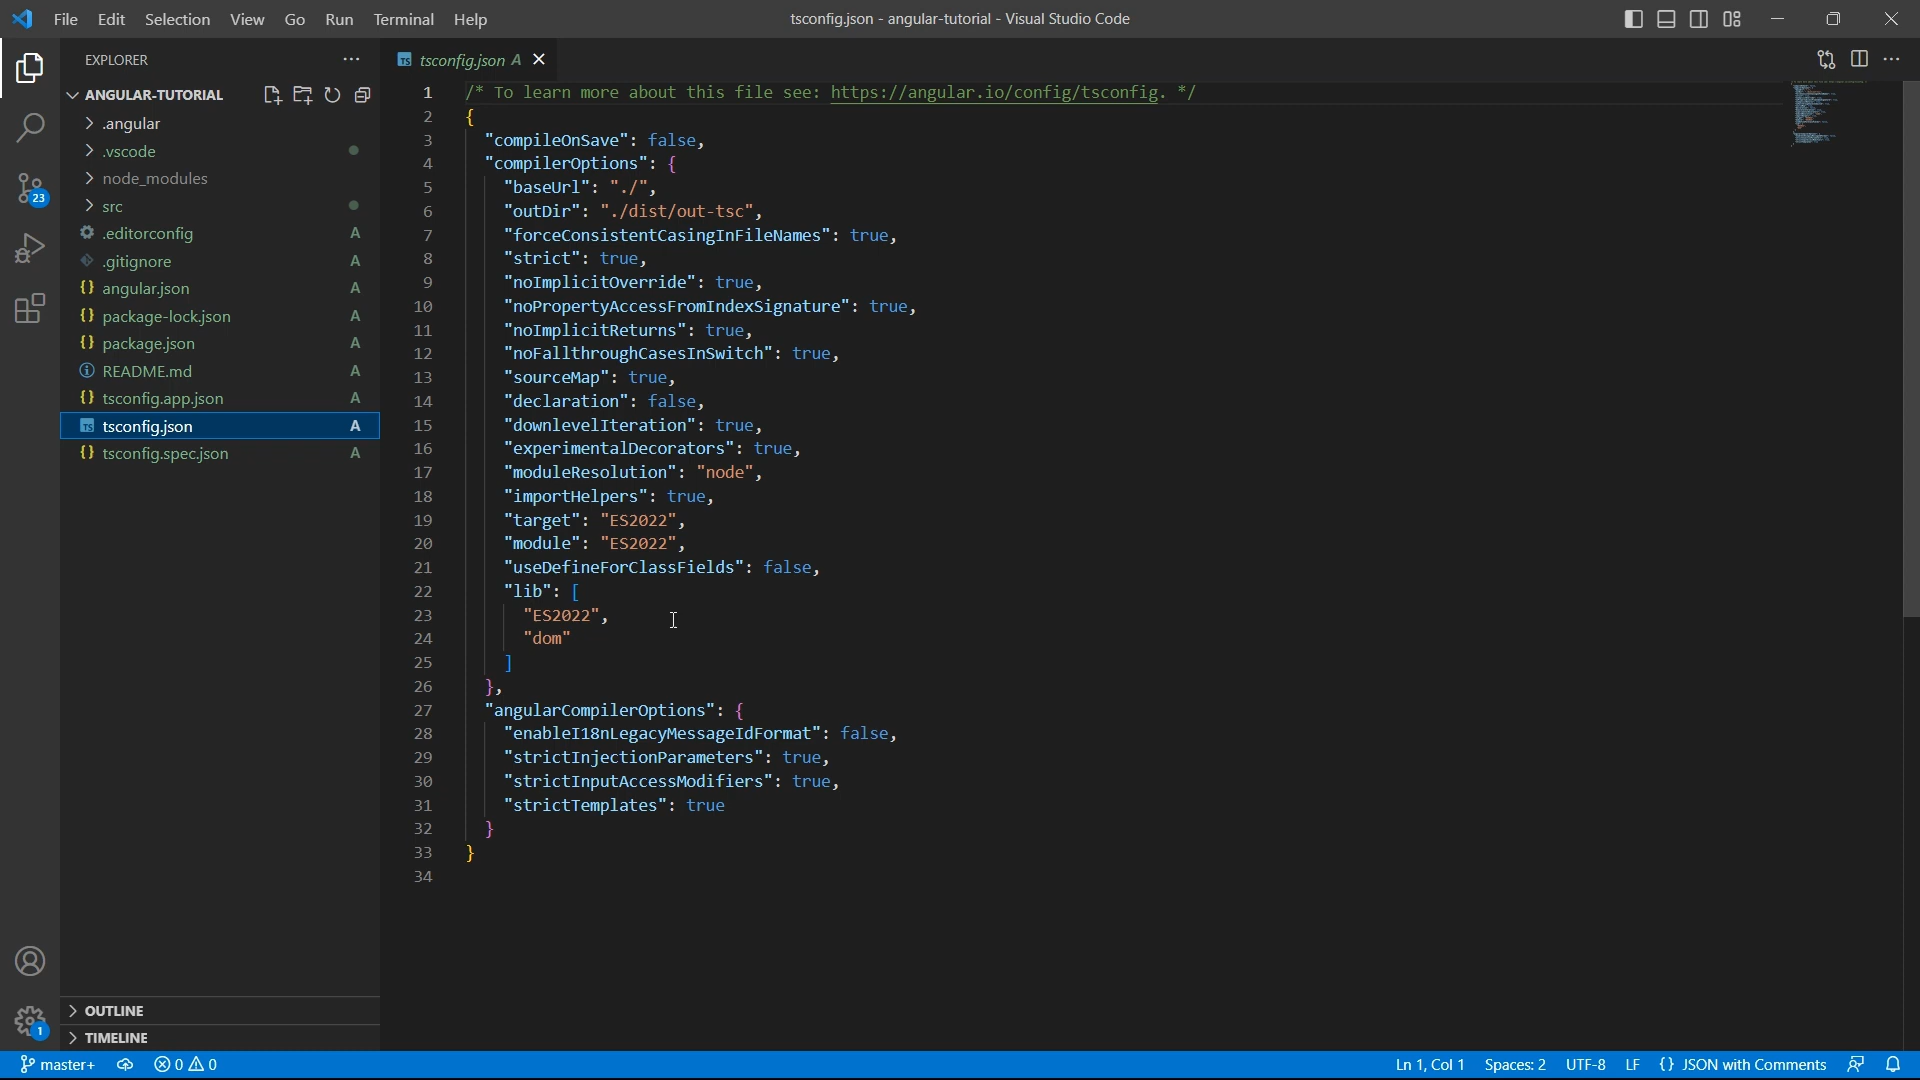 File Edit Selection View Go Run Terminal Help
tsconfig.json - angular-tutorial - Visual Studio Code
EXPLORER
ANGULAR-TUTORIAL
.angular
.vscode
node_modules
src
.editorconfig A
.gitignore A
{} angular.json A
{} package-lock.json A
{} package.json A
README.md A
{} tsconfig.app.json A
TS tsconfig.json A
{} tsconfig.spec.json A
OUTLINE
TIMELINE
23
1
TS tsconfig.json A
1 /* To learn more about this file see: https://angular.io/config/tsconfig. */
2 {
3 "compileOnSave": false,
4 "compilerOptions": {
5 "baseUrl": "./",
6 "outDir": "./dist/out-tsc",
7 "forceConsistentCasingInFileNames": true,
8 "strict": true,
9 "noImplicitOverride": true,
10 "noPropertyAccessFromIndexSignature": true,
11 "noImplicitReturns": true,
12 "noFallthroughCasesInSwitch": true,
13 "sourceMap": true,
14 "declaration": false,
15 "downlevelIteration": true,
16 "experimentalDecorators": true,
17 "moduleResolution": "node",
18 "importHelpers": true,
19 "target": "ES2022",
20 "module": "ES2022",
21 "useDefineForClassFields": false,
22 "lib": [
23 "ES2022",
24 "dom"
25 ]
26 },
27 "angularCompilerOptions": {
28 "enableI18nLegacyMessageIdFormat": false,
29 "strictInjectionParameters": true,
30 "strictInputAccessModifiers": true,
31 "strictTemplates": true
32 }
33 }
34
master+ 0 0
Ln 1, Col 1 Spaces: 2 UTF-8 LF {} JSON with Comments